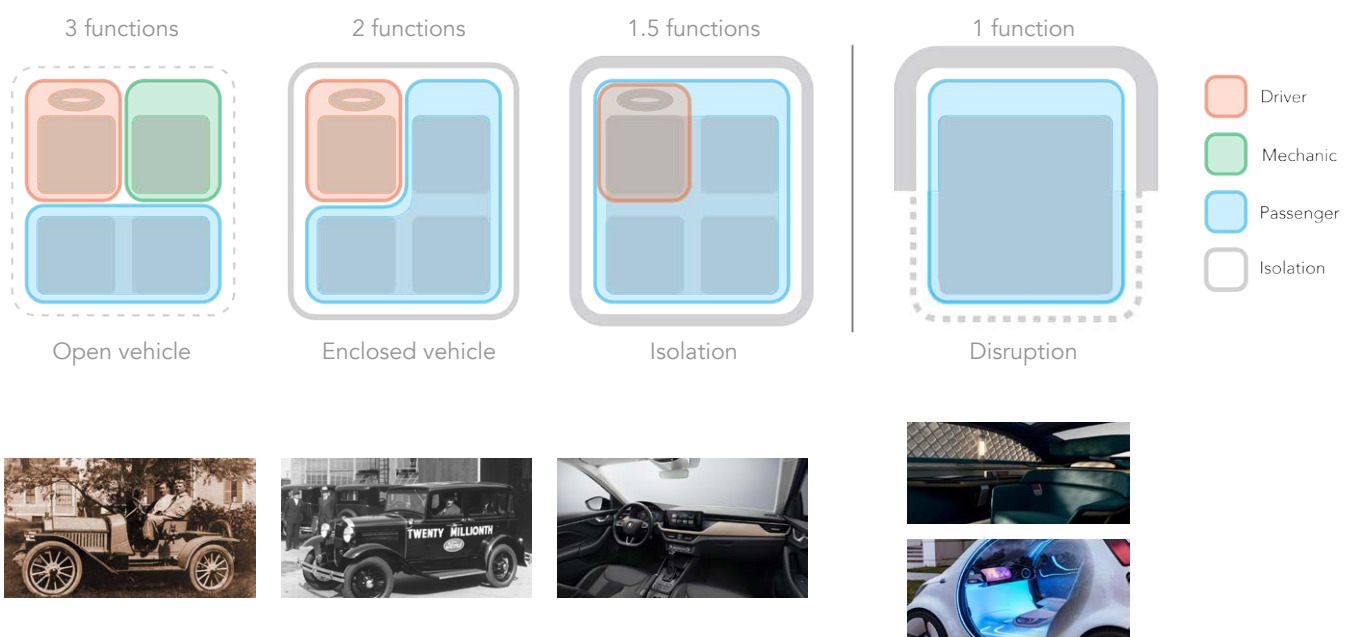 3 functions
2 functions
1.5 functions
1 function
Driver
Mechanic
Passenger
Isolation
Open vehicle
Enclosed vehicle
Isolation
Disruption
TWENTY MILLIONTH
Ford